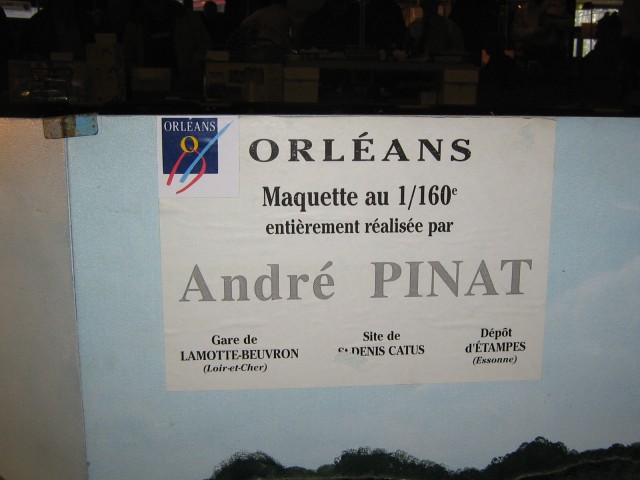 ORLÉANS
ORLÉANS
Maquette au 1/160e
entièrement réalisée par
André PINAT
Gare de
LAMOTTE-BEUVRON
(Loir-et-Cher)
Site de
St DENIS CATUS
Dépôt
d'ÉTAMPES
(Essonne)